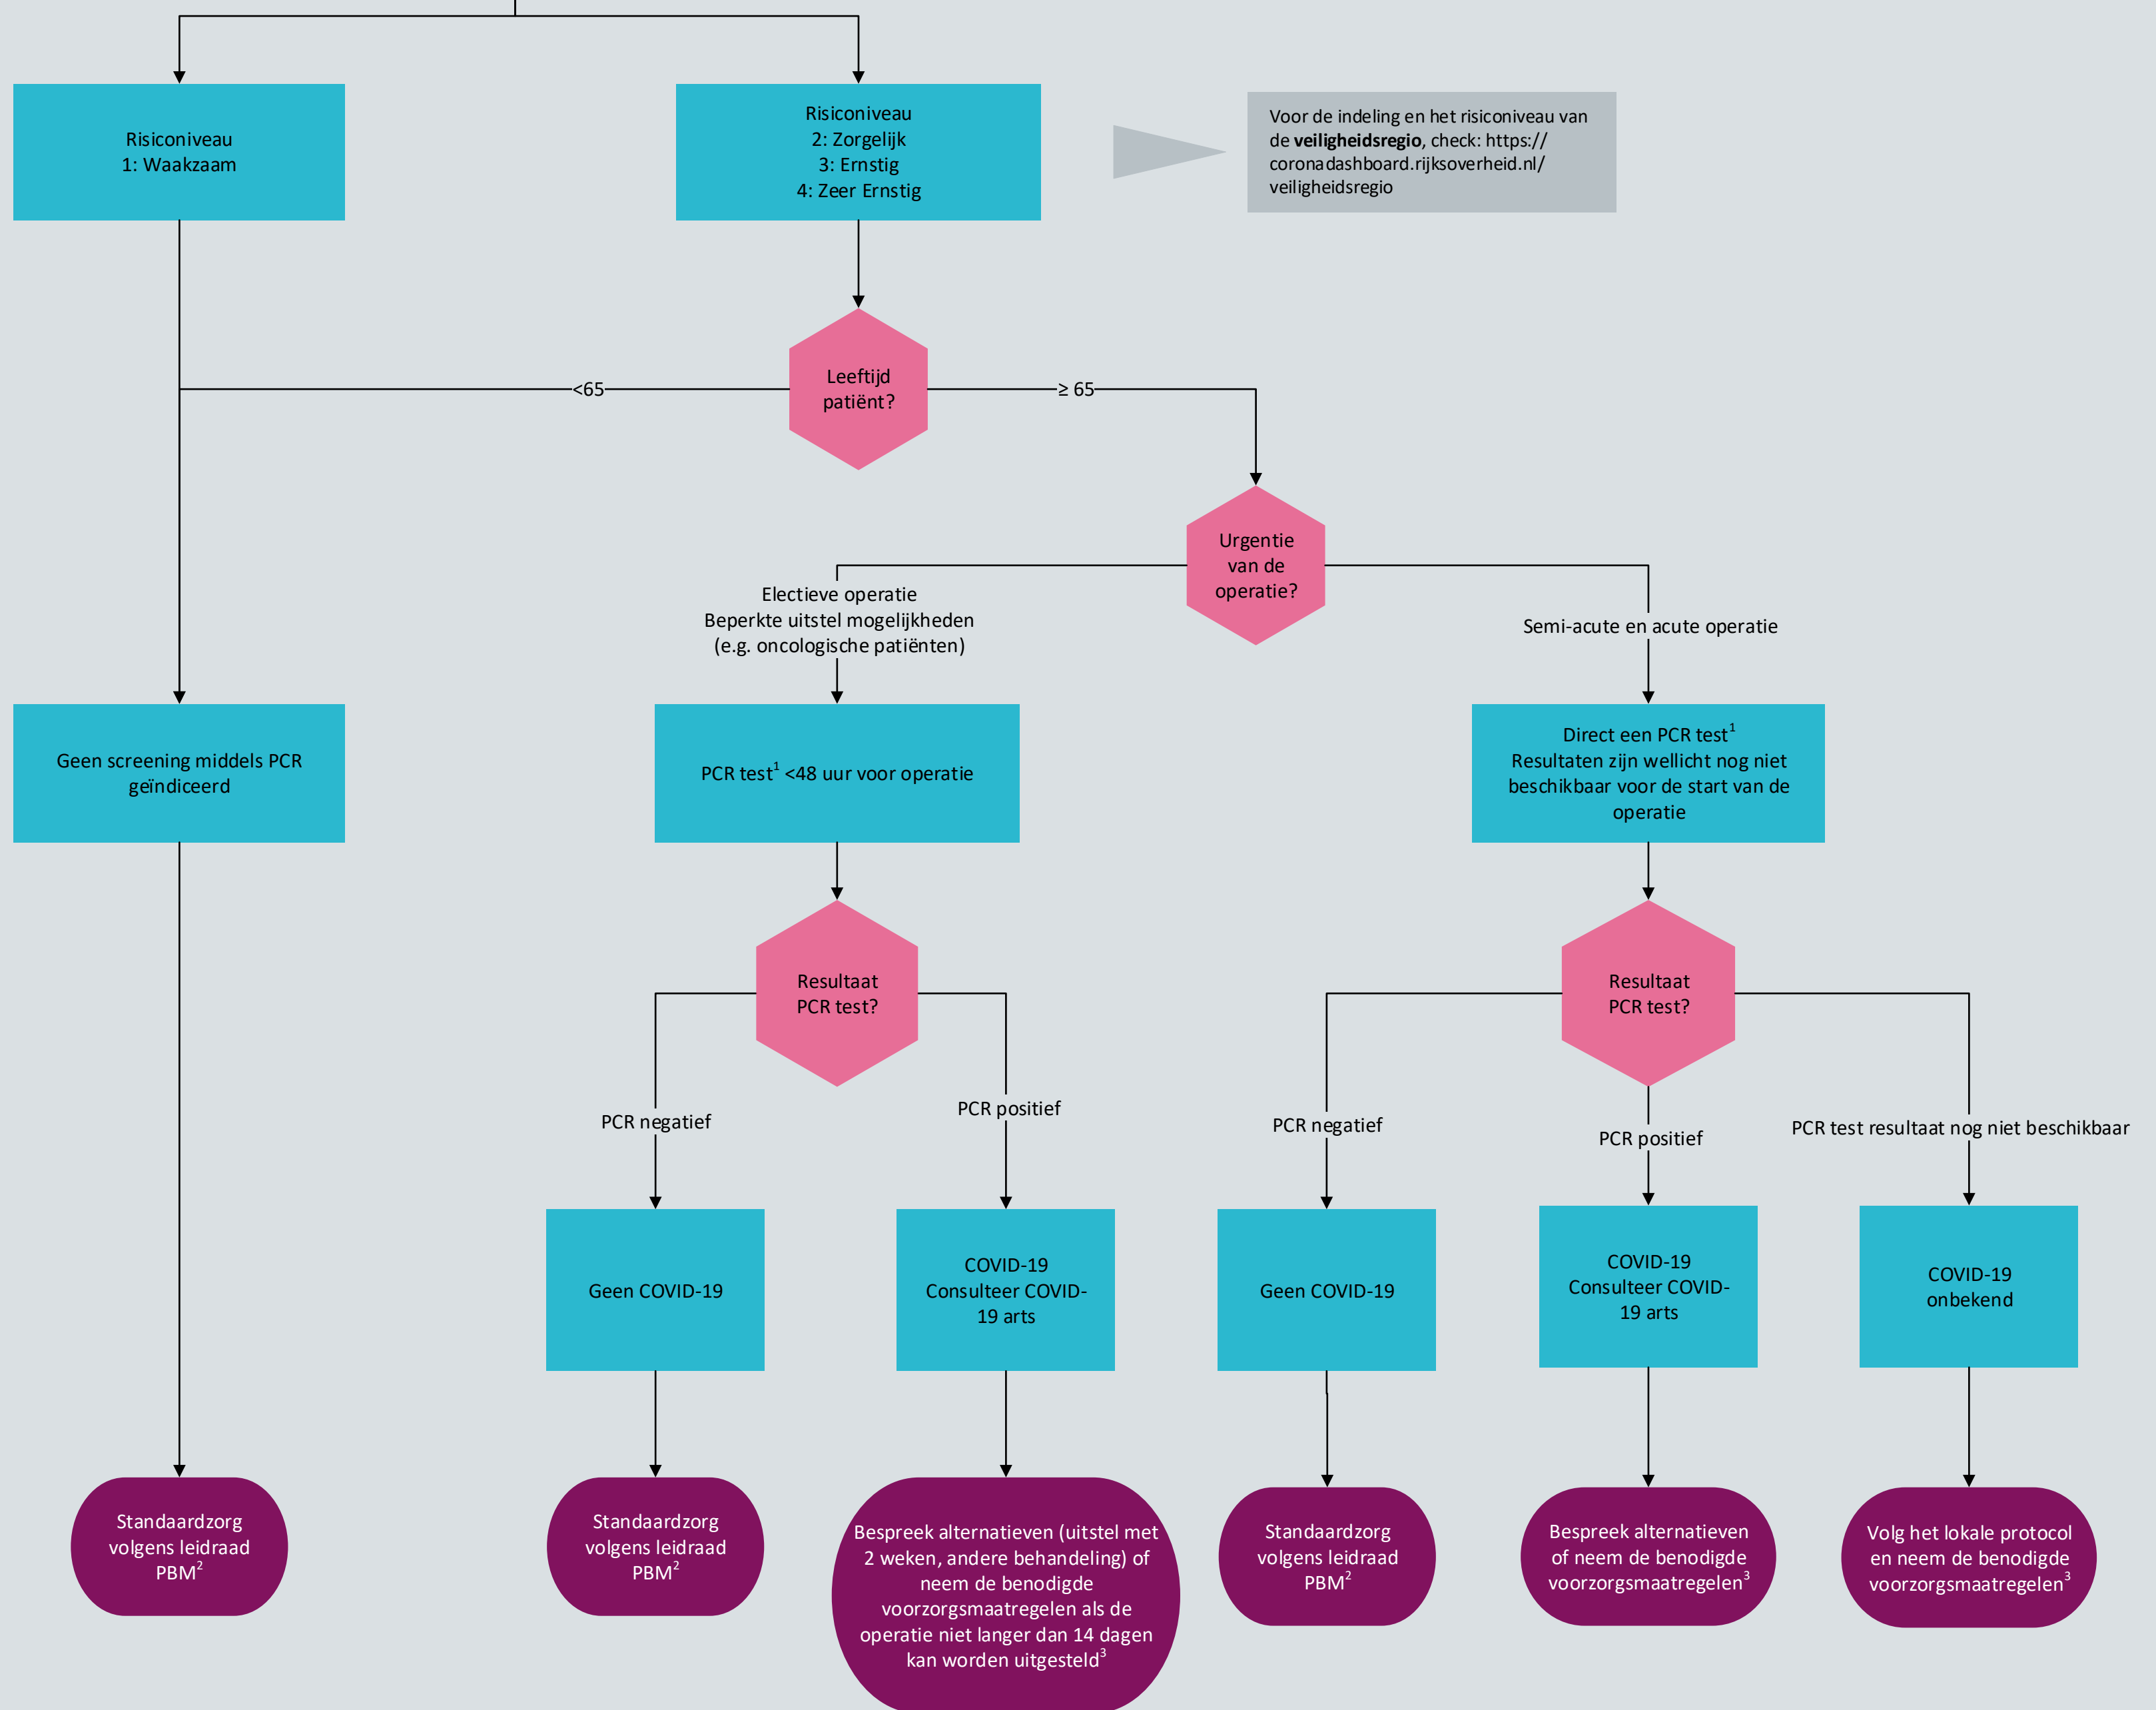 Risiconiveau
1: Waakzaam
Risiconiveau
2: Zorgelijk
3: Ernstig
4: Zeer Ernstig
Voor de indeling en het risiconiveau van
de veiligheidsregio, check: https://
coronadashboard.rijksoverheid.nl/
veiligheidsregio
Leeftijd
patiënt?
<65
≥ 65
Urgentie
van de
operatie?
Electieve operatie
Beperkte uitstel mogelijkheden
(e.g. oncologische patiënten)
Semi-acute en acute operatie
Geen screening middels PCR
geïndiceerd
PCR test¹ <48 uur voor operatie
Direct een PCR test¹
Resultaten zijn wellicht nog niet
beschikbaar voor de start van de
operatie
Resultaat
PCR test?
Resultaat
PCR test?
PCR negatief
PCR positief
PCR negatief
PCR positief
PCR test resultaat nog niet beschikbaar
Geen COVID-19
COVID-19
Consulteer COVID-
19 arts
Geen COVID-19
COVID-19
Consulteer COVID-
19 arts
COVID-19
onbekend
Standaardzorg
volgens leidraad
PBM²
Standaardzorg
volgens leidraad
PBM²
Bespreek alternatieven (uitstel met
2 weken, andere behandeling) of
neem de benodigde
voorzorgsmaatregelen als de
operatie niet langer dan 14 dagen
kan worden uitgesteld³
Standaardzorg
volgens leidraad
PBM²
Bespreek alternatieven
of neem de benodigde
voorzorgsmaatregelen³
Volg het lokale protocol
en neem de benodigde
voorzorgsmaatregelen³